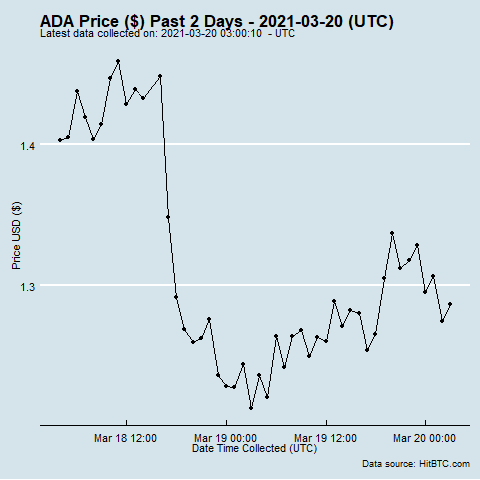 ADA Price ($) Past 2 Days - 2021-03-20 (UTC)
Latest data collected on: 2021-03-20 03:00:10  - UTC
1.4
Price USD ($)
1.3
Mar 18 12:00 Mar 19 00:00 Mar 19 12:00 Mar 20 00:00
Date Time Collected (UTC)
Data source: HitBTC.com